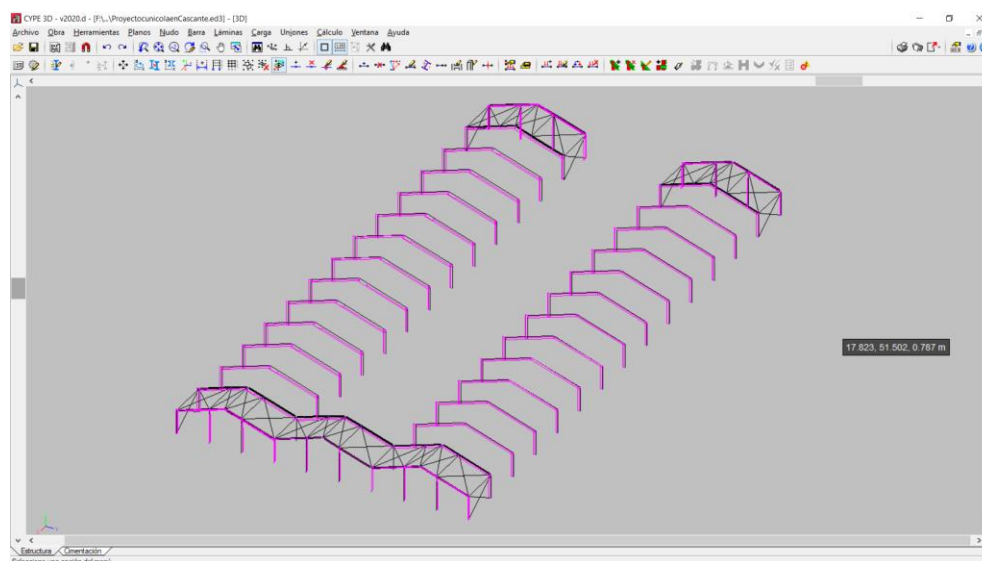 CYPE 3D - v2020.d - [F:\...\ProyectocunicolaenCascante.ed3] - [3D]
Archivo Obra Herramientas Planos Nudo Barra Láminas Carga Uniones Cálculo Ventana Ayuda
17.823, 51.502, 0.767 m
Estructura Cimentación